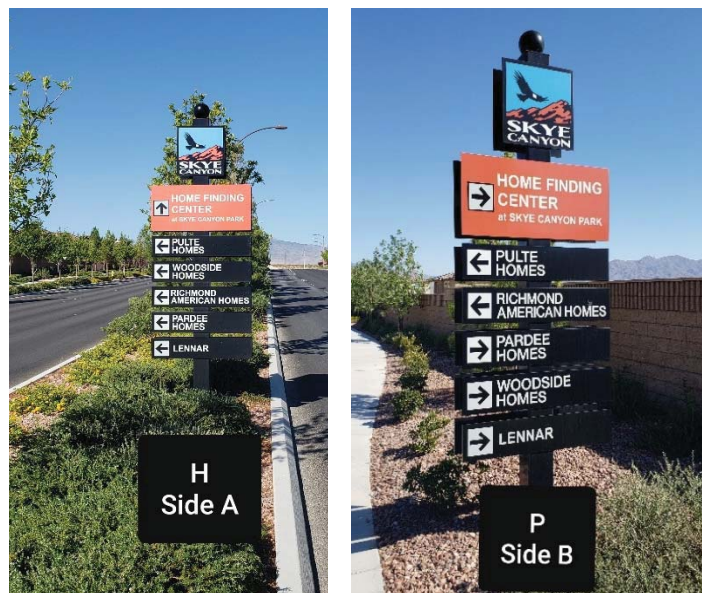 SKYE
CANYON
HOME FINDING
CENTER
at SKYE CANYON PARK
PULTE
HOMES
WOODSIDE
HOMES
RICHMOND
AMERICAN HOMES
PARDEE
HOMES
LENNAR
H
Side A
SKYE
CANYON
HOME FINDING
CENTER
at SKYE CANYON PARK
PULTE
HOMES
RICHMOND
AMERICAN HOMES
PARDEE
HOMES
WOODSIDE
HOMES
LENNAR
P
Side B